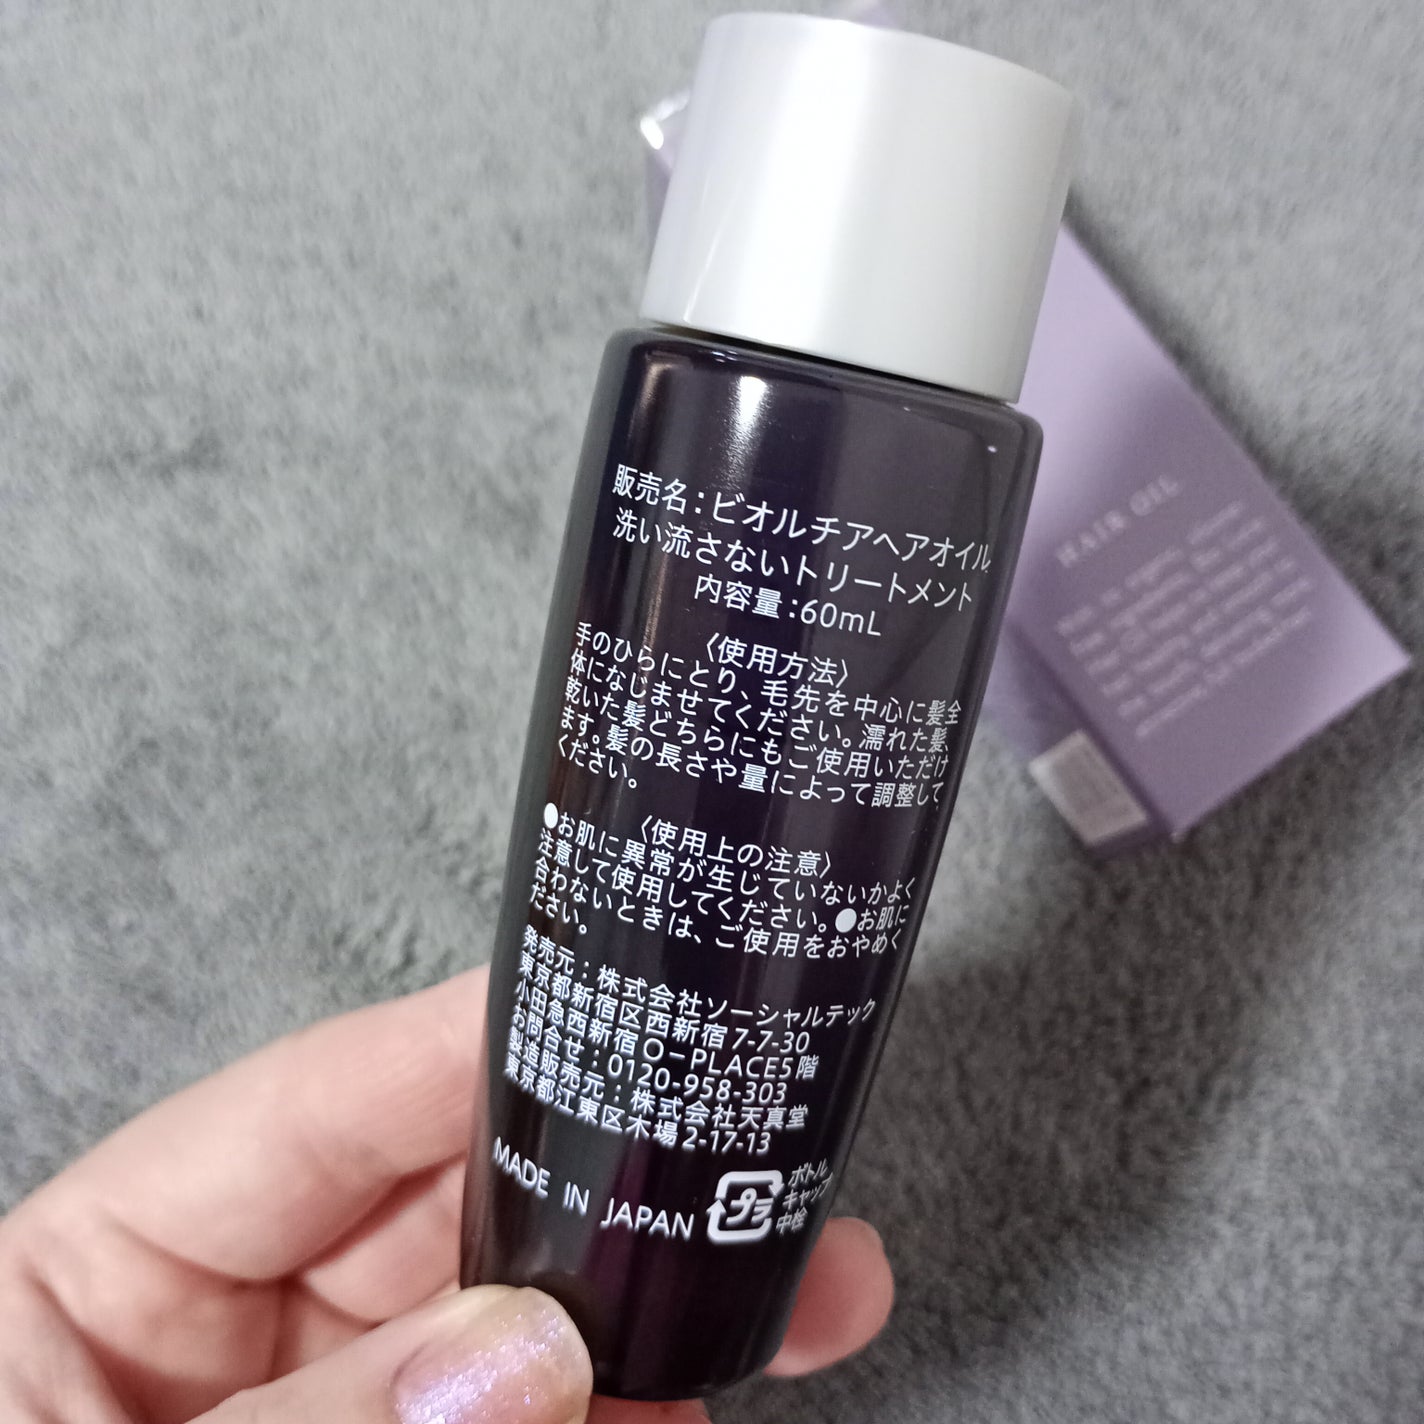 販売名：ビオルチアヘアオイル
洗い流さないトリートメント
内容量：60mL
〈使用方法〉
手のひらにとり、毛先を中心に髪全
体になじませてください。濡れた髪、
乾いた髪どちらにもご使用いただけ
ます。髪の長さや量によって調整して
ください。
〈使用上の注意〉
●お肌に異常が生じていないかよく
注意して使用してください。●お肌に
合わないときは、ご使用をおやめく
ださい。
発売元：株式会社ソーシャルテック
東京都新宿区西新宿7-7-30
小田急西新宿O-PLACE5階
お問合せ：0120-958-303
製造販売元：株式会社天真堂
東京都江東区木場2-17-13
MADE IN JAPAN
プラ
ボトル
キャップ
中栓
HAIR OIL